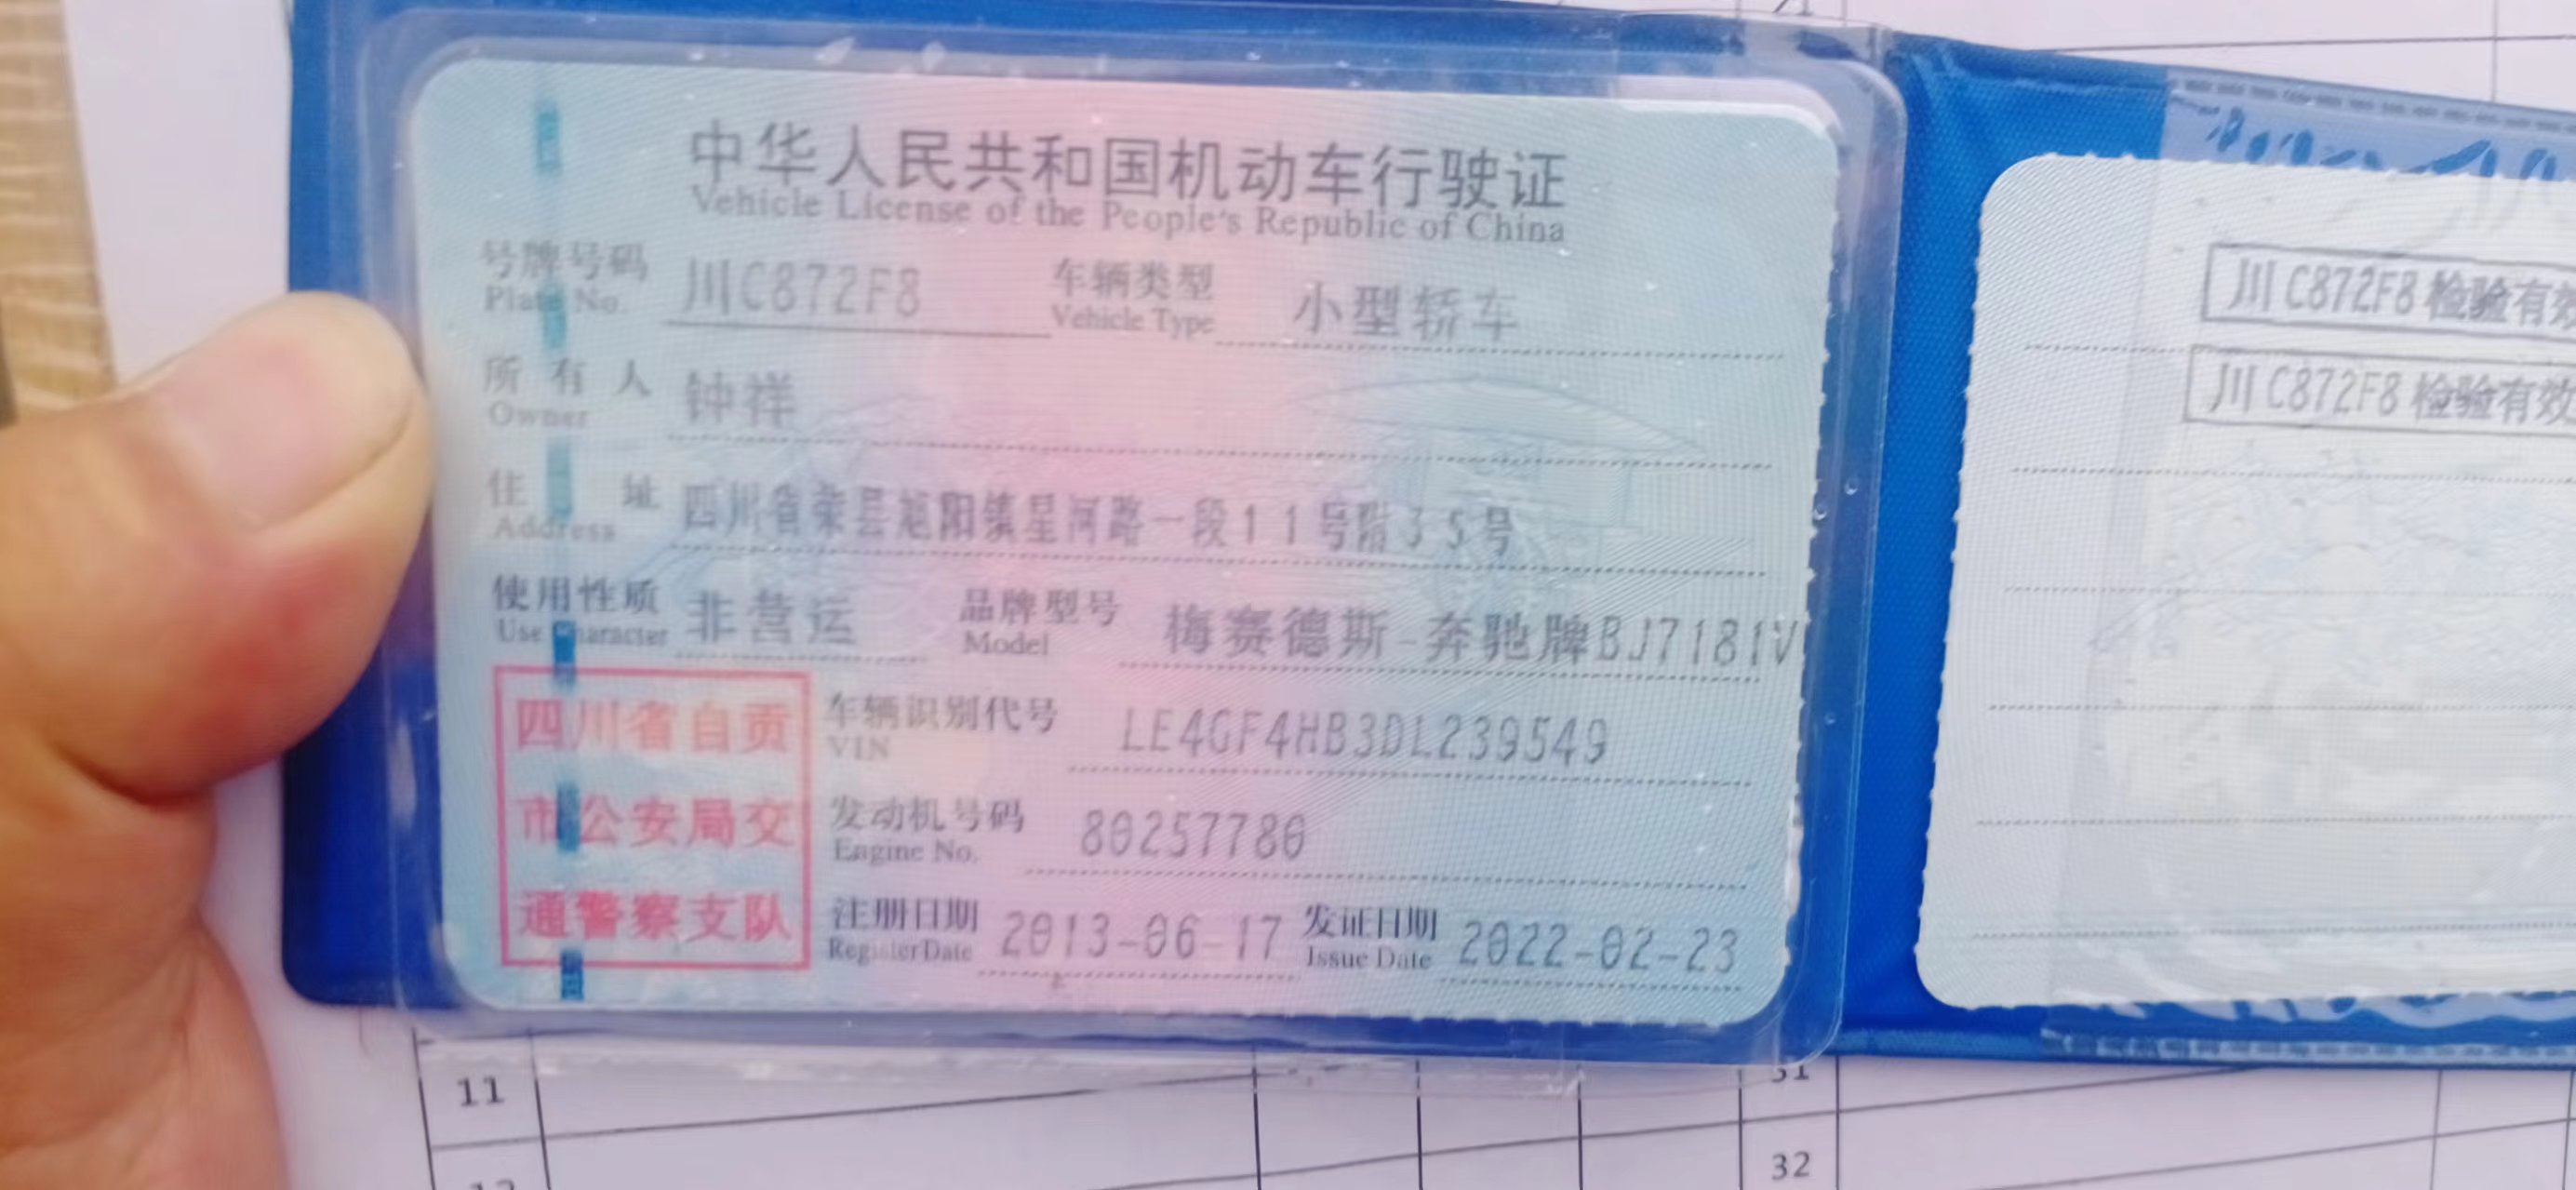 中华人民共和国机动车行驶证
Vehicle License of the People's Republic of China
号牌号码 川C872F8 车辆类型 小型轿车
Plate No. Vehicle Type
所有人 钟祥
Owner
住址 四川省荣县旭阳镇星河路一段11号附35号
Address
使用性质 非营运 品牌型号 梅赛德斯-奔驰牌BJ7181V
Use Character Model
四川省自贡
市公安局交
通警察支队
车辆识别代号 LE4GF4HB3DL239549
VIN
发动机号码 80257780
Engine No.
注册日期 2013-06-17 发证日期 2022-02-23
Register Date Issue Date
川C872F8检验有效
川C872F8检验有效
11
31
32